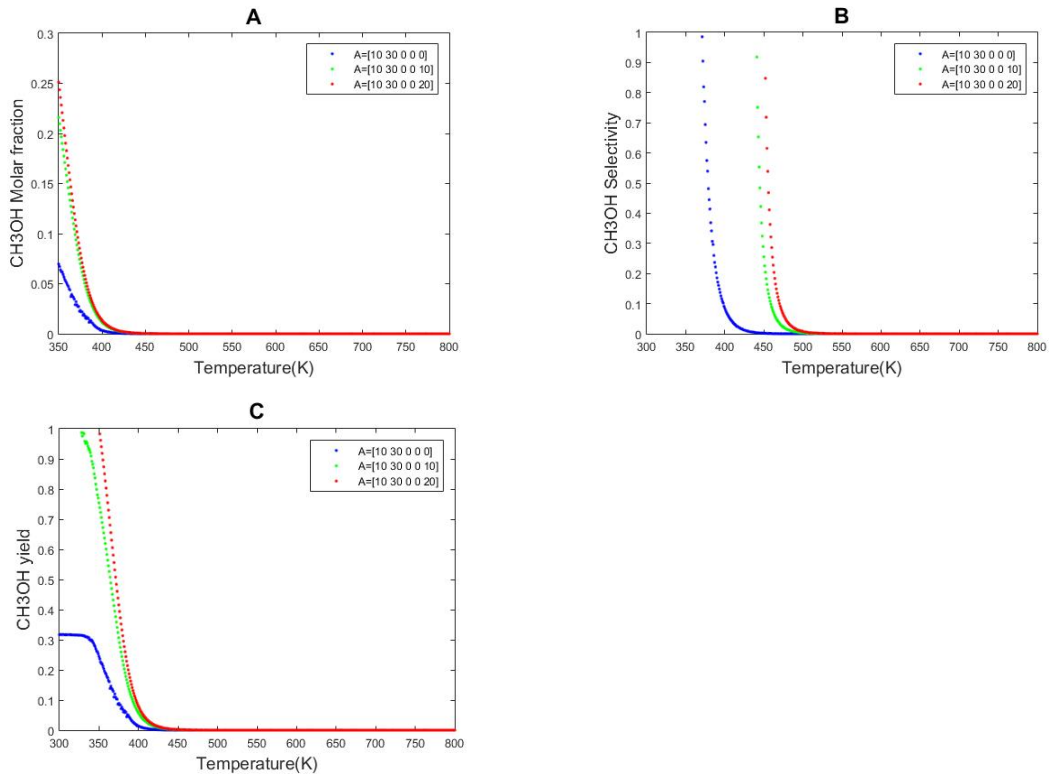 A
CH3OH Molar fraction
0.3
0.25
0.2
0.15
0.1
0.05
0
350 400 450 500 550 600 650 700 750 800
Temperature(K)
A=[10 30 0 0 0]
A=[10 30 0 0 10]
A=[10 30 0 0 20]
B
CH3OH Selectivity
1
0.9
0.8
0.7
0.6
0.5
0.4
0.3
0.2
0.1
0
300 350 400 450 500 550 600 650 700 750 800
Temperature(K)
A=[10 30 0 0 0]
A=[10 30 0 0 10]
A=[10 30 0 0 20]
C
CH3OH yield
1
0.9
0.8
0.7
0.6
0.5
0.4
0.3
0.2
0.1
0
300 350 400 450 500 550 600 650 700 750 800
Temperature(K)
A=[10 30 0 0 0]
A=[10 30 0 0 10]
A=[10 30 0 0 20]